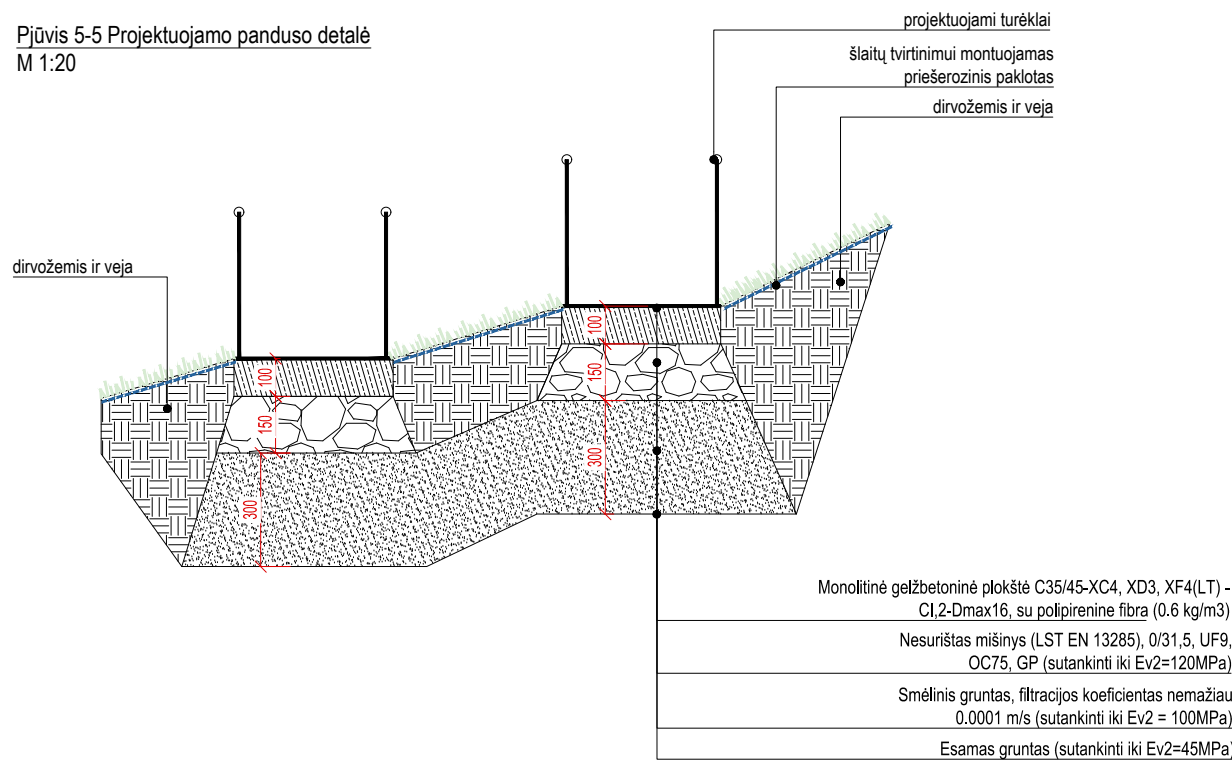 Pjūvis 5-5 Projektuojamo panduso detalė
M 1:20
projektuojami turėklai
šlaitų tvirtinimui montuojamas
priešerozinis paklotas
dirvožemis ir veja
dirvožemis ir veja
100
150
300
100
150
300
Monolitinė gelžbetoninė plokštė C35/45-XC4, XD3, XF4(LT) -
Cl,2-Dmax16, su polipirenine fibra (0.6 kg/m3)
Nesurištas mišinys (LST EN 13285), 0/31,5, UF9,
OC75, GP (sutankinti iki Ev2=120MPa)
Smėlinis gruntas, filtracijos koeficientas nemažiau
0.0001 m/s (sutankinti iki Ev2 = 100MPa)
Esamas gruntas (sutankinti iki Ev2=45MPa)